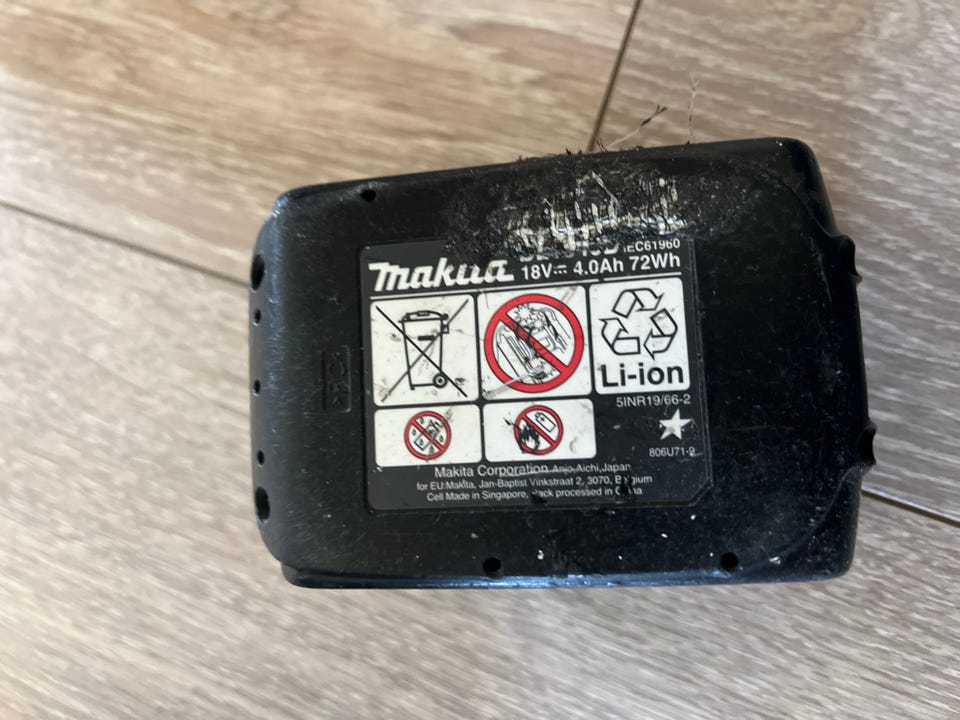 makita
IEC61960
18V⎓ 4.0Ah 72Wh
Li-ion
5INR19/66-2
806U71-9
Makita Corporation Anjo, Aichi, Japan
for EU:Makita, Jan-Baptist Vinkstraat 2, 3070, Belgium
Cell Made in Singapore, Pack processed in China